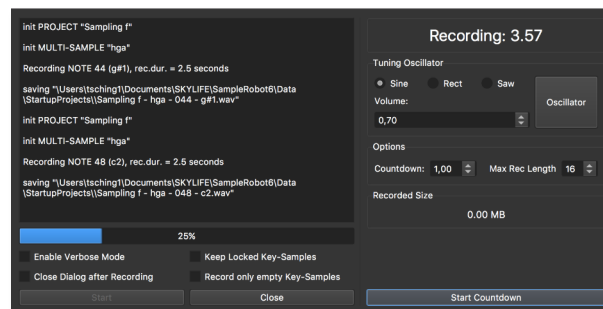 init PROJECT "Sampling f"
init MULTI-SAMPLE "hga"
Recording NOTE 44 (g#1), rec.dur. = 2.5 seconds
saving "\Users\tsching1\Documents\SKYLIFE\SampleRobot6\Data
\StartupProjects\\Sampling f - hga - 044 - g#1.wav"
init PROJECT "Sampling f"
init MULTI-SAMPLE "hga"
Recording NOTE 48 (c2), rec.dur. = 2.5 seconds
saving "\Users\tsching1\Documents\SKYLIFE\SampleRobot6\Data
\StartupProjects\\Sampling f - hga - 048 - c2.wav"
25%
Enable Verbose Mode
Keep Locked Key-Samples
Close Dialog after Recording
Record only empty Key-Samples
Start
Close
Recording: 3.57
Tuning Oscillator
Sine
Rect
Saw
Volume:
0,70
Oscillator
Options
Countdown: 1,00
Max Rec Length 16
Recorded Size
0.00 MB
Start Countdown